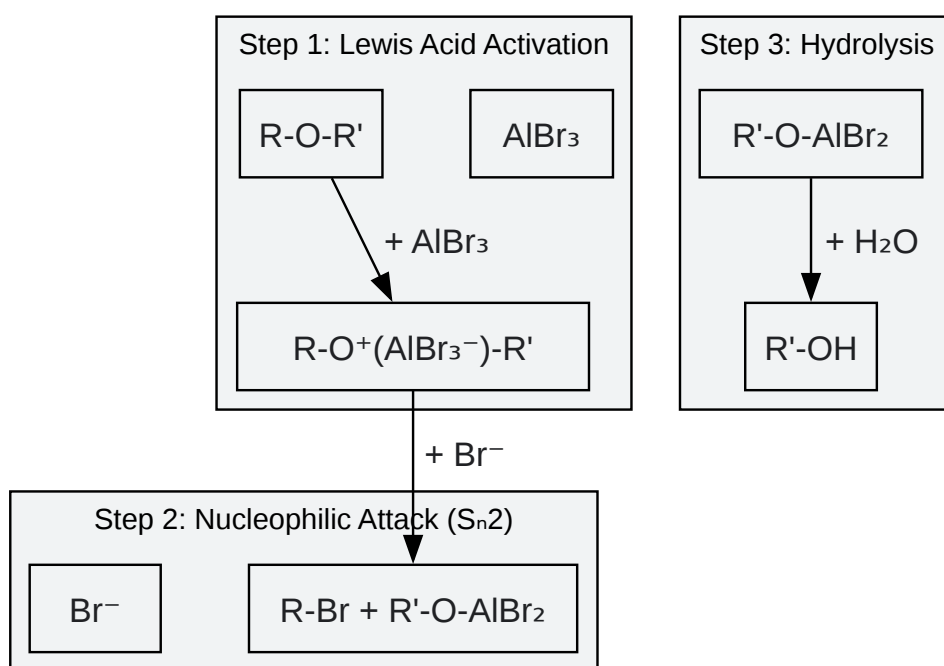 Step 1: Lewis Acid Activation
R-O-R'
AlBr₃
+ AlBr₃
R-O⁺(AlBr₃⁻)-R'
+ Br⁻
Step 2: Nucleophilic Attack (Sₙ2)
Br⁻
R-Br + R'-O-AlBr₂
Step 3: Hydrolysis
R'-O-AlBr₂
+ H₂O
R'-OH